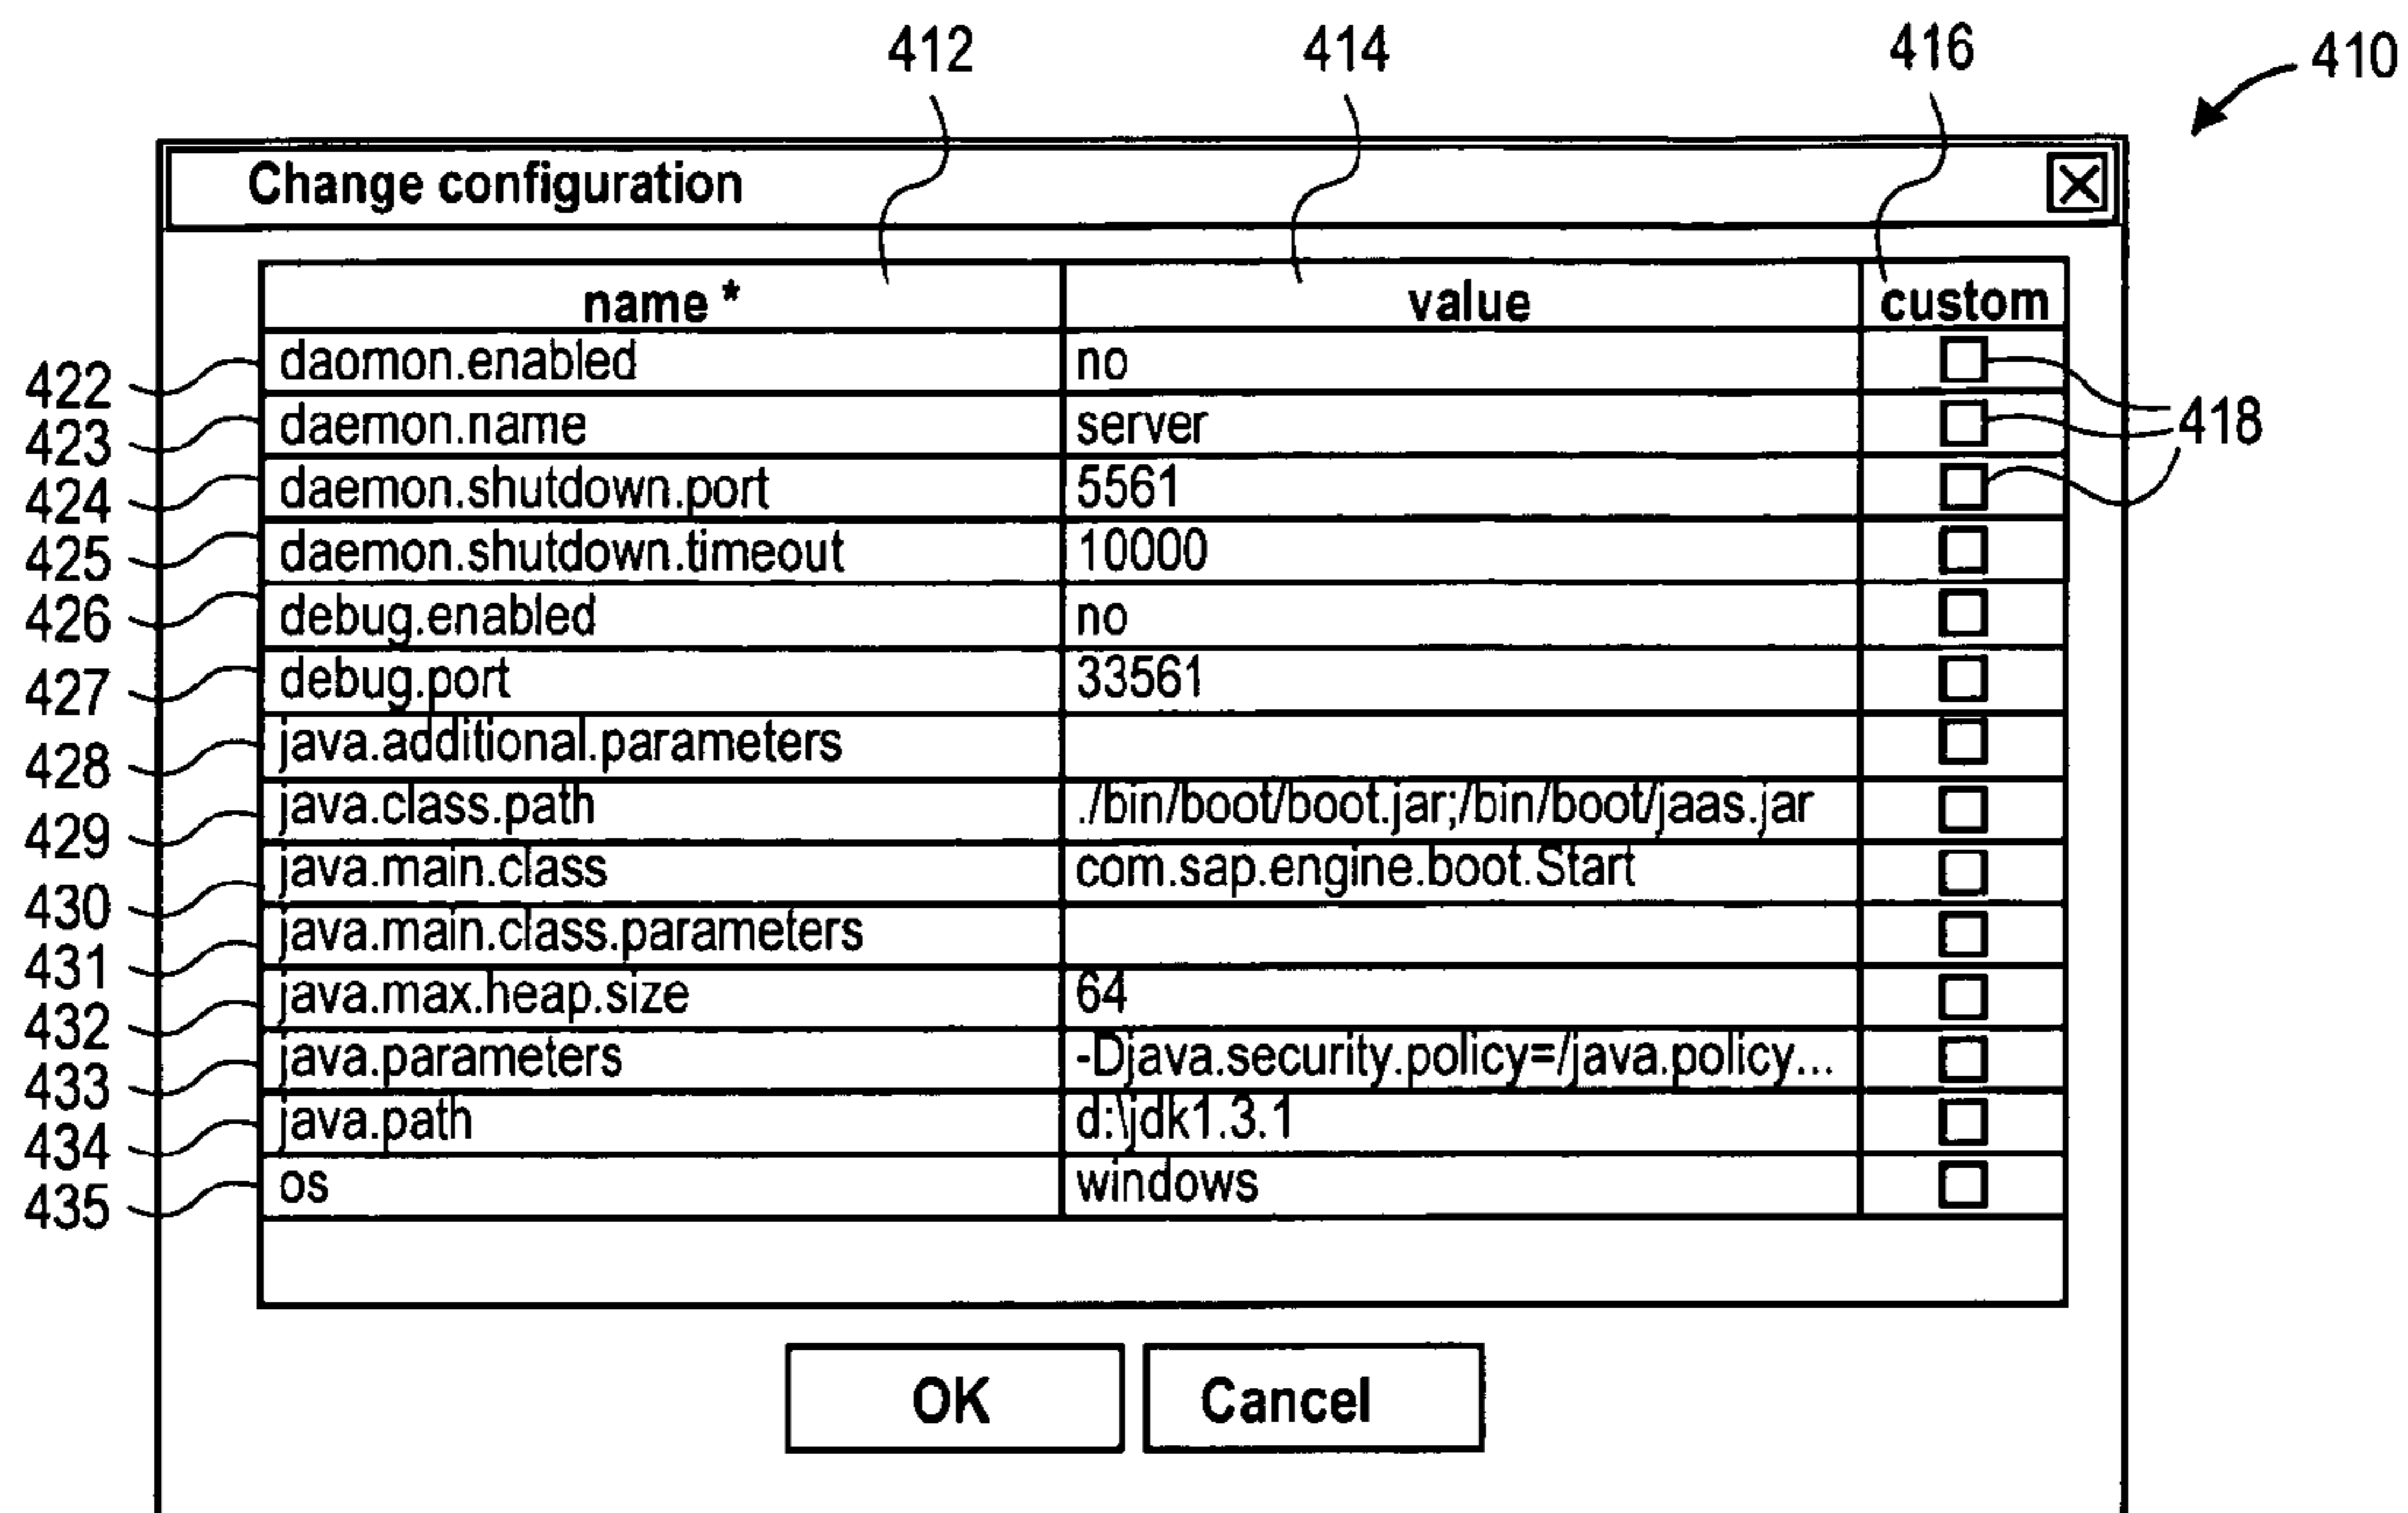 412 414 416 410
Change configuration
name * value custom
422 daomon.enabled no
423 daemon.name server 418
424 daemon.shutdown.port 5561
425 daemon.shutdown.timeout 10000
426 debug.enabled no
427 debug.port 33561
428 java.additional.parameters
429 java.class.path ./bin/boot/boot.jar;/bin/boot/jaas.jar
430 java.main.class com.sap.engine.boot.Start
431 java.main.class.parameters
432 java.max.heap.size 64
433 java.parameters -Djava.security.policy=/java.policy...
434 java.path d:\jdk1.3.1
435 os windows
OK Cancel